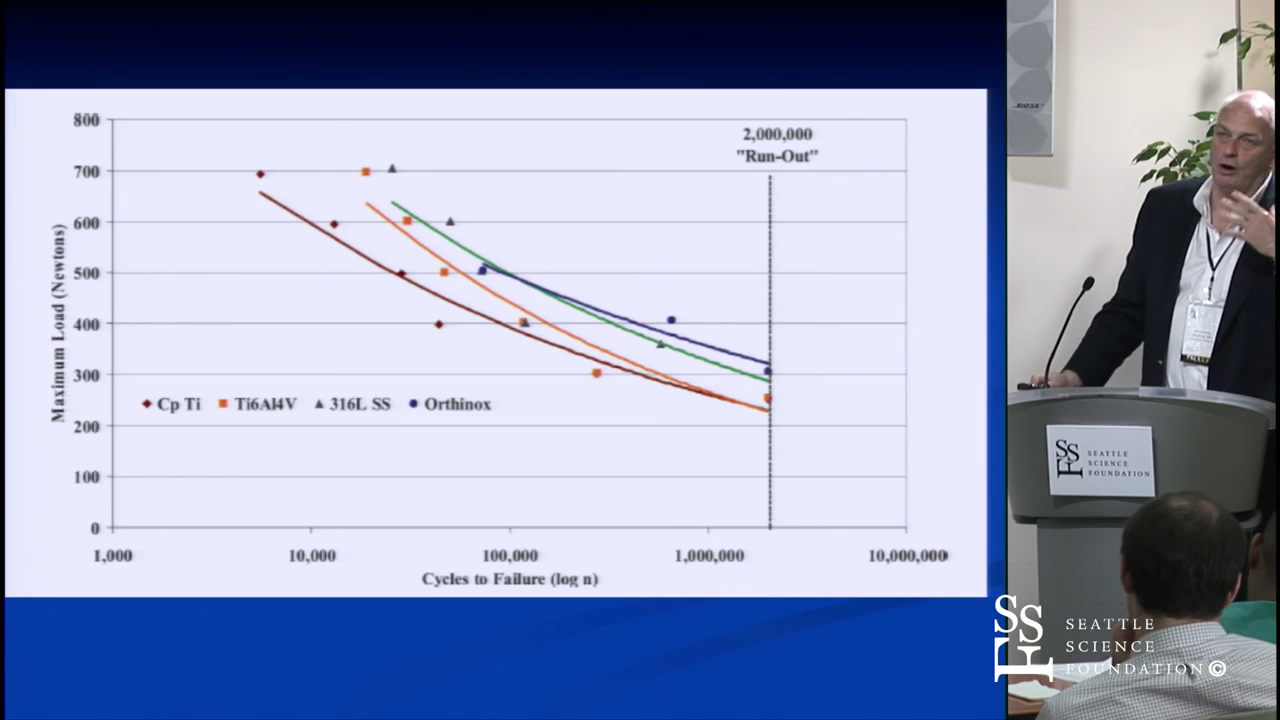 800
700
600
500
400
300
200
100
0
Maximum Load (Newtons)
2,000,000
"Run-Out"
Cp Ti Ti6Al4V 316L SS Orthinox
1,000 10,000 100,000 1,000,000 10,000,000
Cycles to Failure (log n)
BOSE
SSF
SEATTLE
SCIENCE
FOUNDATION
SSF
SEATTLE
SCIENCE
FOUNDATION©